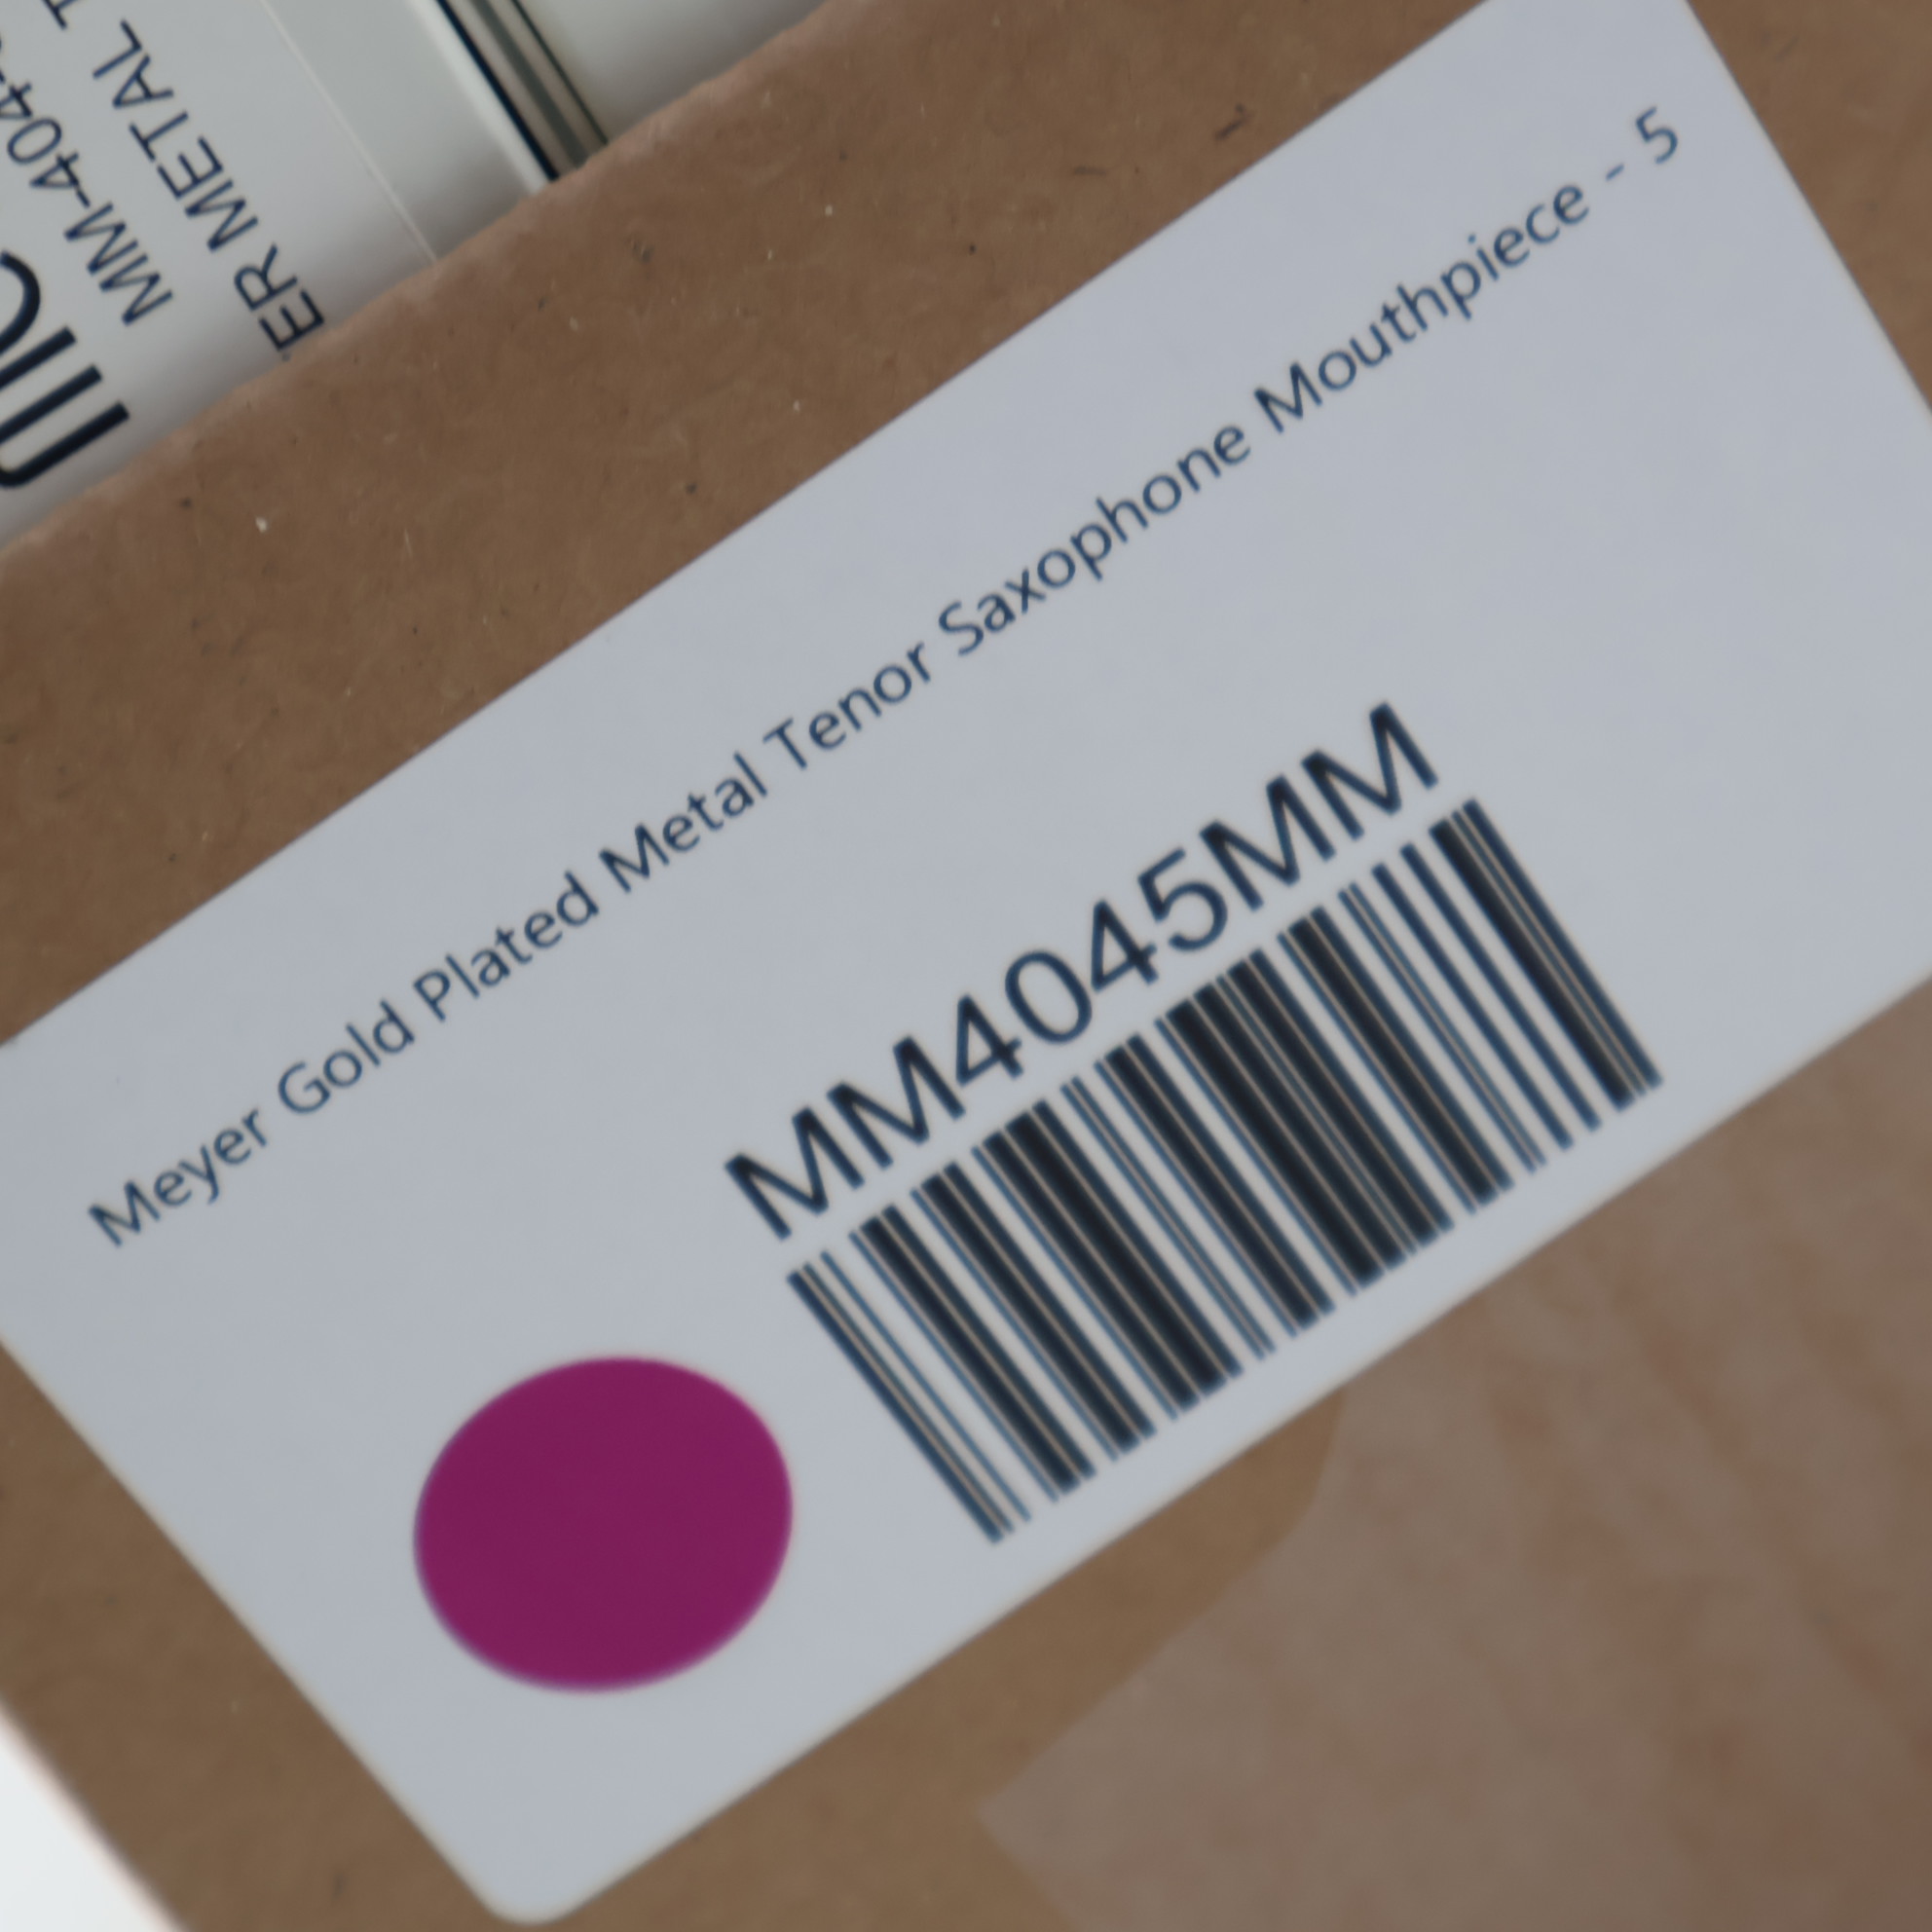 MM-404
ER METAL T
Meyer Gold Plated Metal Tenor Saxophone Mouthpiece - 5
MM4045MM